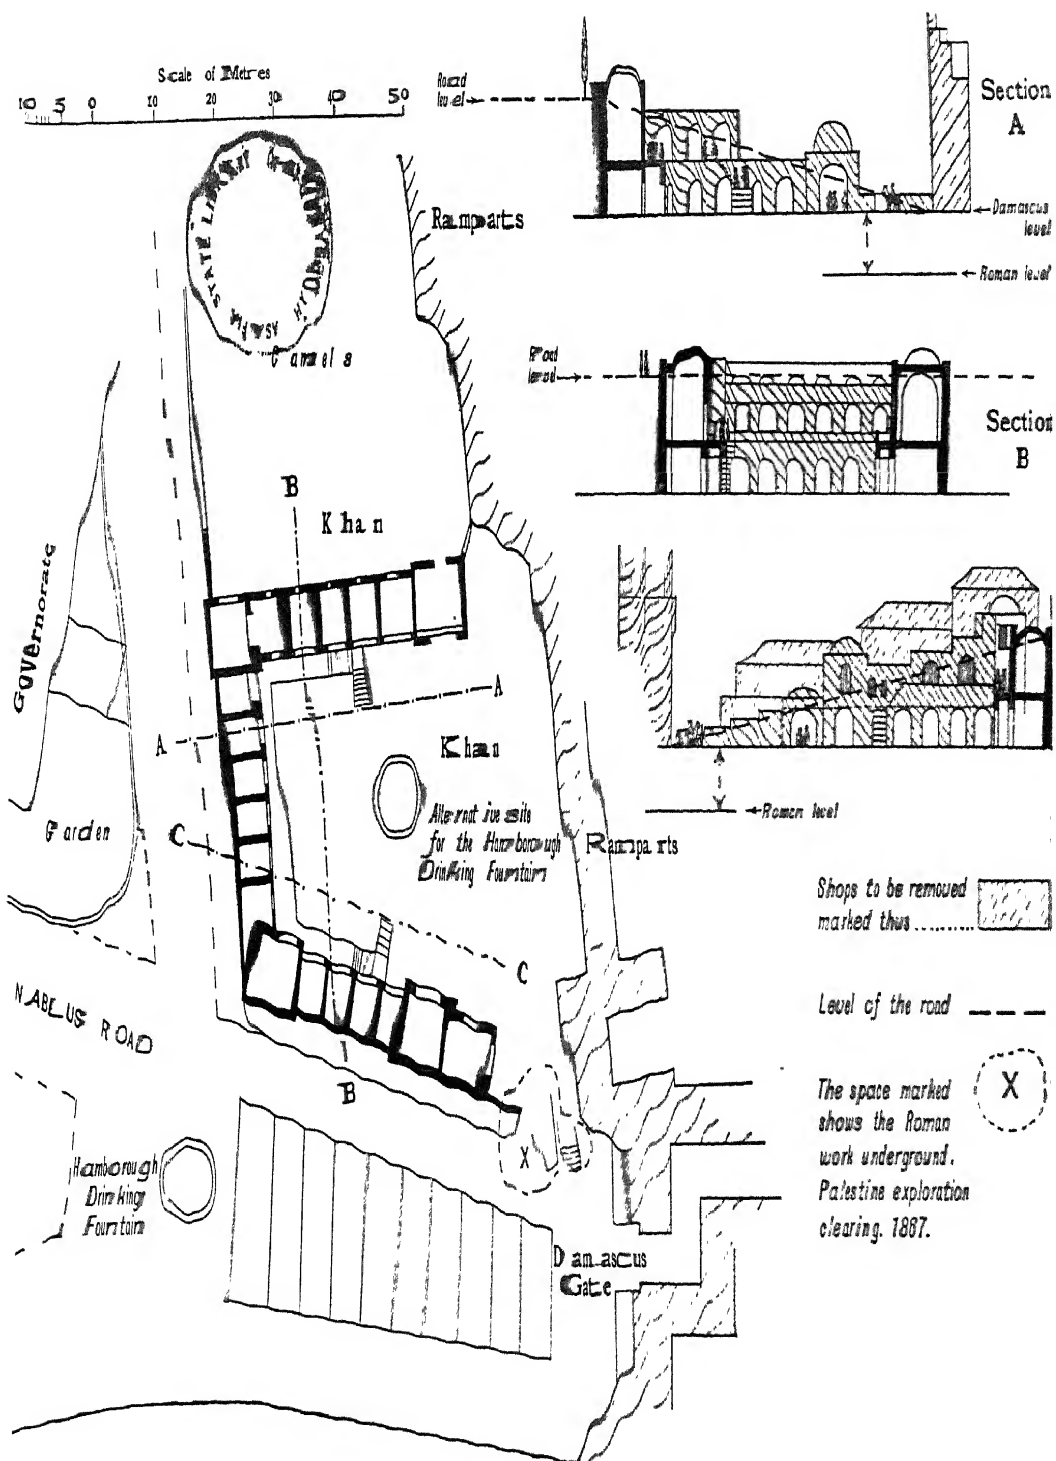 Scale of Metres
10 5 0 10 20 30 40 50
Road level
Section A
Damascus level
Roman level
Ramparts
STATE LIBRARY
Camels
Road level
Section B
B
Khan
Governorate
A
A
Khan
Alternative site
for the Hamborough
Drinking Fountain
Garden
C
C
Ramparts
Roman level
Shops to be removed
marked thus ..........
Level of the road
NABLUS ROAD
B
X
X
The space marked
shows the Roman
work underground.
Palestine exploration
clearing. 1887.
Hamborough
Drinking
Fountain
Damascus
Gate